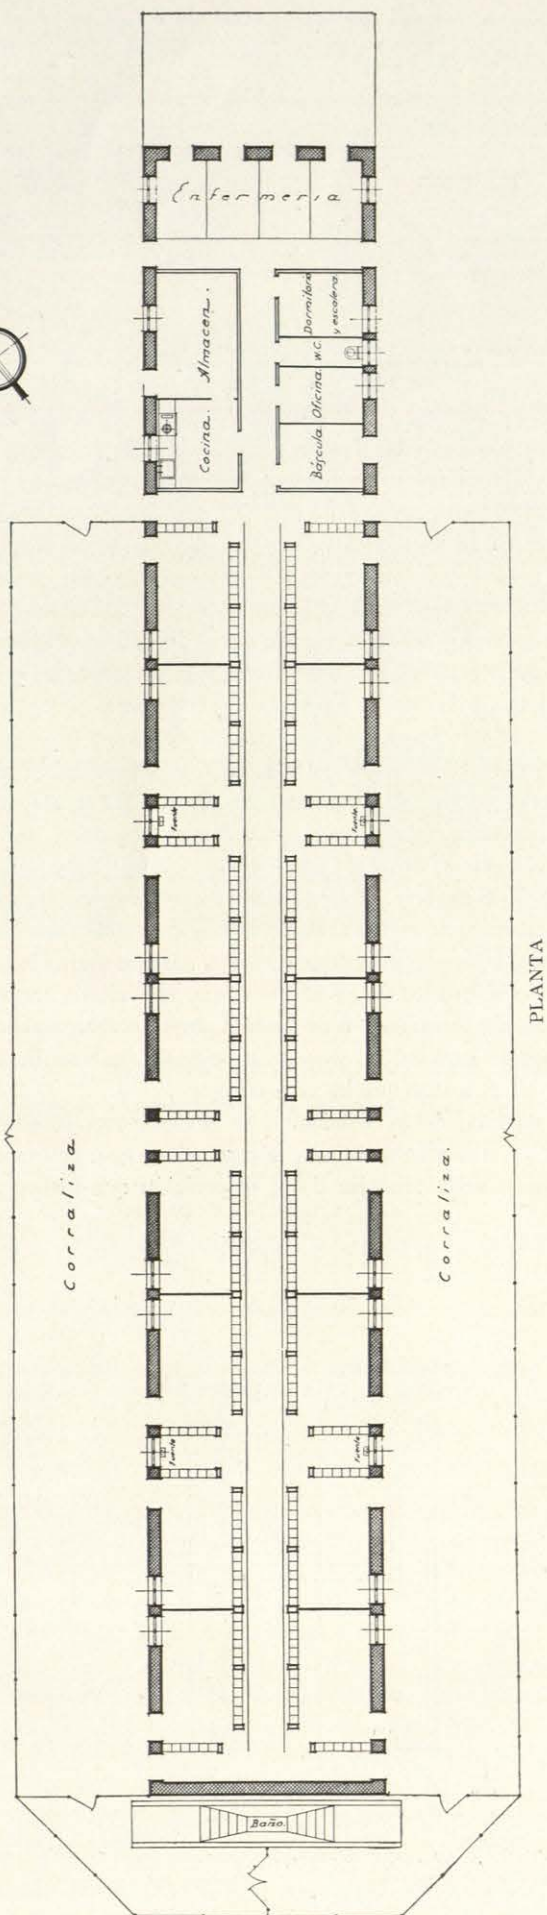 Enfermeria
Almacen.
Dormitorio
y escalera.
W.C.
Oficina.
Cocina.
Báscula.
Fuente
Fuente
PLANTA
Corraliza
Corraliza.
Fuente
Fuente
Baño.